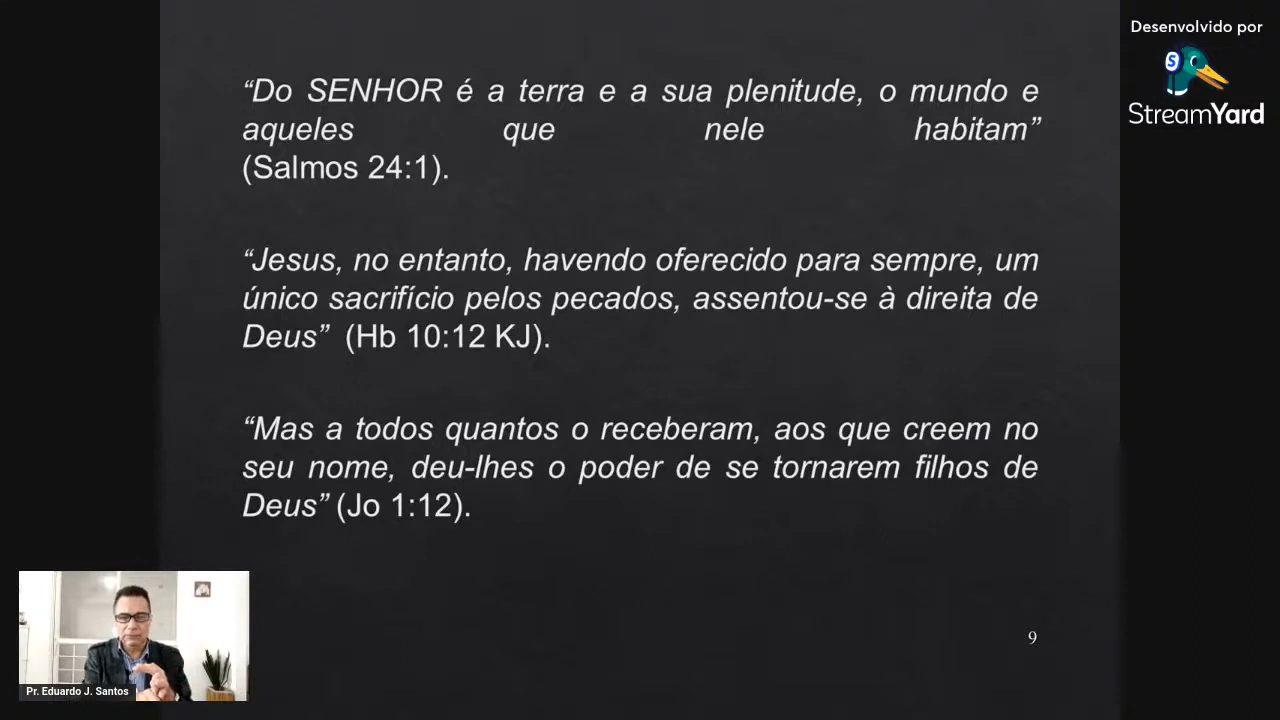 Desenvolvido por
S
StreamYard
“Do SENHOR é a terra e a sua plenitude, o mundo e
aqueles que nele habitam”
(Salmos 24:1).
“Jesus, no entanto, havendo oferecido para sempre, um
único sacrifício pelos pecados, assentou-se à direita de
Deus” (Hb 10:12 KJ).
“Mas a todos quantos o receberam, aos que creem no
seu nome, deu-lhes o poder de se tornarem filhos de
Deus” (Jo 1:12).
9
Pr. Eduardo J. Santos